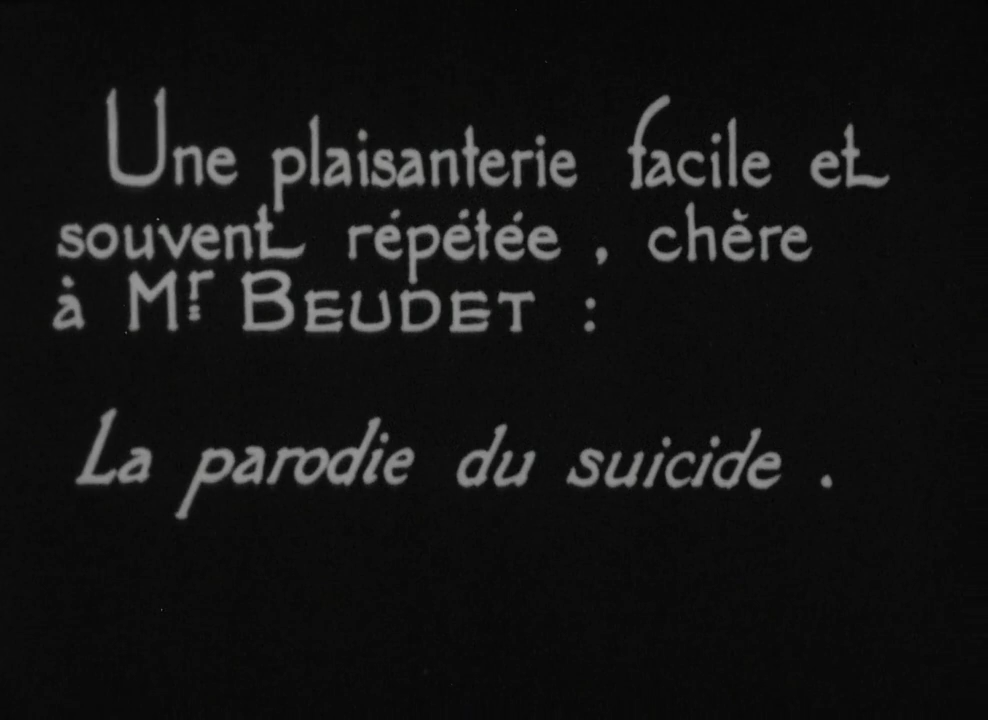 Une plaisanterie facile et
souvent répétée , chère
à Mr BEUDET :
La parodie du suicide .